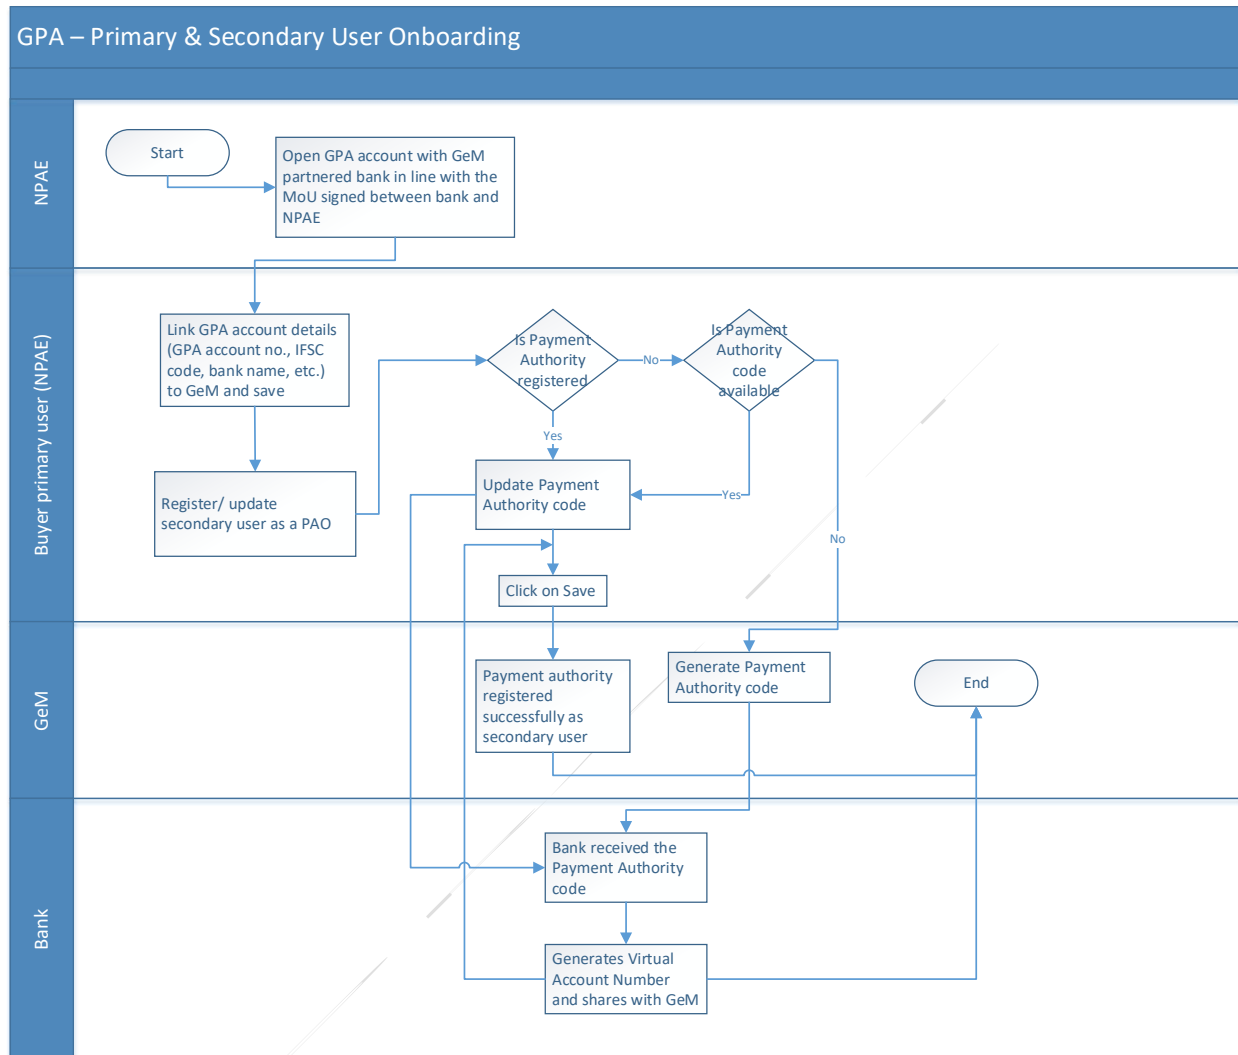 GPA – Primary & Secondary User Onboarding
NPAE
Start
Open GPA account with GeM
partnered bank in line with the
MoU signed between bank and
NPAE
Buyer primary user (NPAE)
Link GPA account details
(GPA account no., IFSC
code, bank name, etc.)
to GeM and save
Register/ update
secondary user as a PAO
Is Payment
Authority
registered
No
Is Payment
Authority
code
available
Yes
Update Payment
Authority code
Yes
No
Click on Save
GeM
Payment authority
registered
successfully as
secondary user
Generate Payment
Authority code
End
Bank
Bank received the
Payment Authority
code
Generates Virtual
Account Number
and shares with GeM